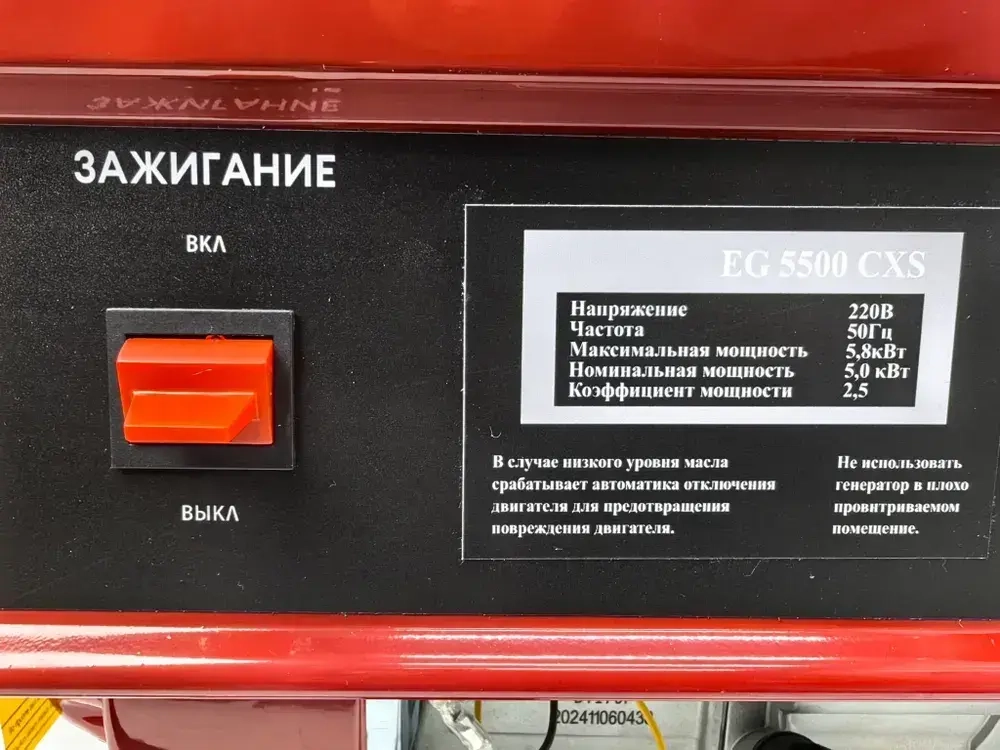 ЗАЖИГАНИЕ
ВКЛ
ВЫКЛ
EG 5500 CXS
Напряжение 220В
Частота 50Гц
Максимальная мощность 5,8кВт
Номинальная мощность 5,0 кВт
Коэффициент мощности 2,5
В случае низкого уровня масла
срабатывает автоматика отключения
двигателя для предотвращения
повреждения двигателя.
Не использовать
генератор в плохо
провитриваемом
помещение.